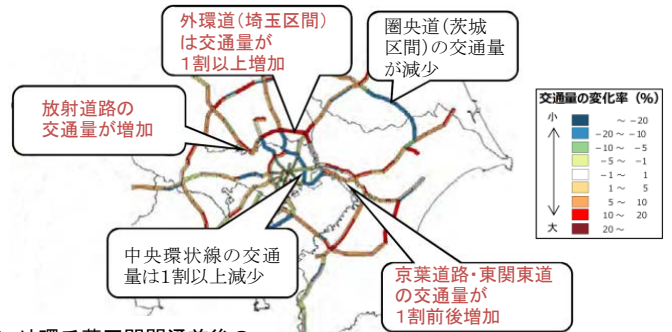 外環道(埼玉区間)
は交通量が
1割以上増加
圏央道(茨城
区間)の交通量
が減少
放射道路の
交通量が増加
交通量の変化率(%)
小
～ -20
-20～ -10
-10～ -5
-5～ -1
-1～ 1
1～ 5
5～ 10
10～ 20
大
20～
中央環状線の交通
量は1割以上減少
京葉道路・東関東道
の交通量が
1割前後増加